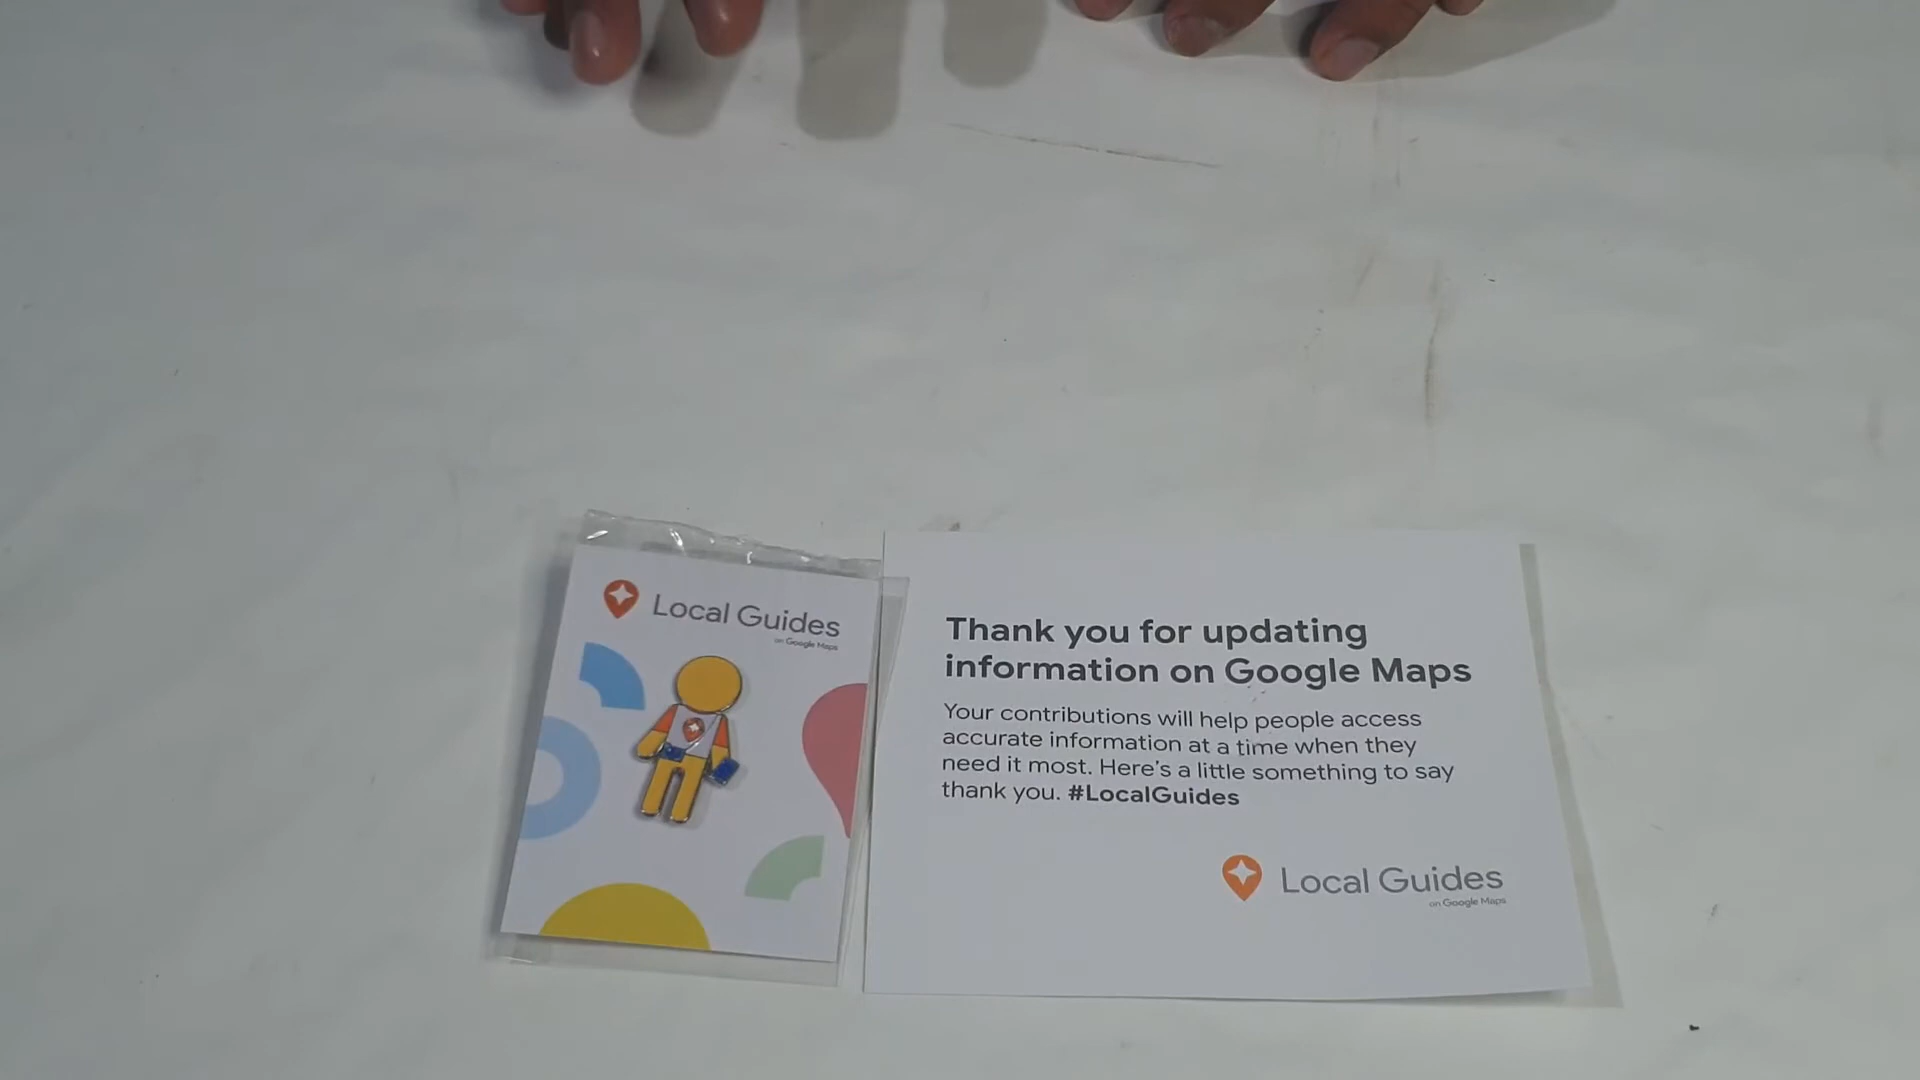 Local Guides
on Google Maps
Thank you for updating
information on Google Maps
Your contributions will help people access
accurate information at a time when they
need it most. Here's a little something to say
thank you. #LocalGuides
Local Guides
on Google Maps